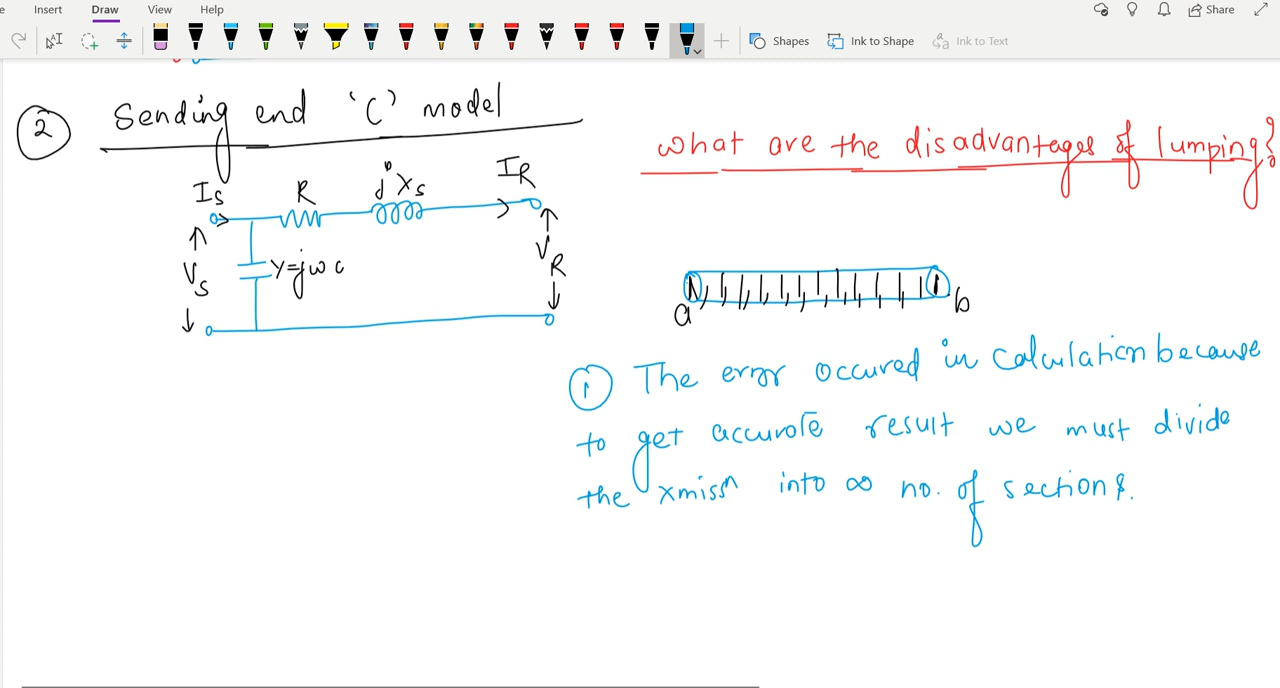 e Insert Draw View Help
Share
Shapes Ink to Shape Ink to Text
2 Sending end 'C' model
What are the disadvantages of lumping?
Is R jXs IR
Vs Y=jωc VR
a b
1 The error occured in calculation because
to get accurate result we must divide
the xmissn into ∞ no. of sections.